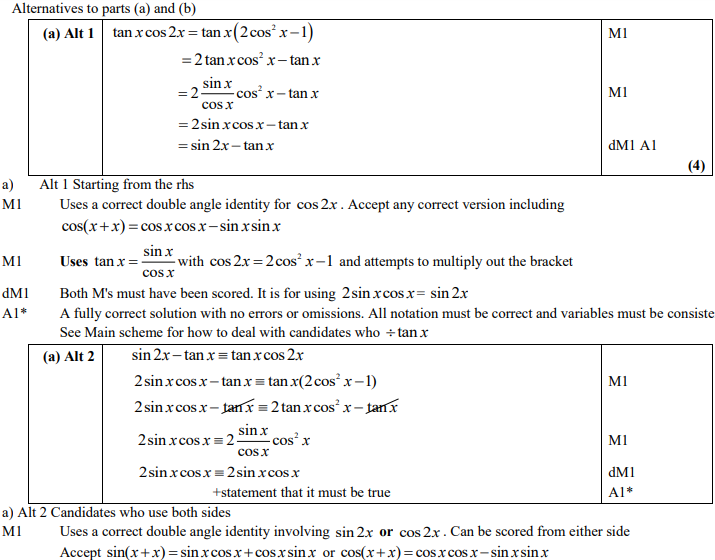 Alternatives to parts (a) and (b)
(a) Alt 1 tan x cos 2x = tan x(2cos² x − 1) M1
= 2 tan x cos² x − tan x
= 2 sin x / cos x cos² x − tan x M1
= 2 sin x cos x − tan x
= sin 2x − tan x dM1 A1
(4)
a) Alt 1 Starting from the rhs
M1 Uses a correct double angle identity for cos 2x . Accept any correct version including
cos(x + x) = cos x cos x − sin x sin x
M1 Uses tan x = sin x / cos x with cos 2x = 2cos² x − 1 and attempts to multiply out the bracket
dM1 Both M's must have been scored. It is for using 2 sin x cos x = sin 2x
A1* A fully correct solution with no errors or omissions. All notation must be correct and variables must be consiste
See Main scheme for how to deal with candidates who ÷ tan x
(a) Alt 2 sin 2x − tan x ≡ tan x cos 2x
2 sin x cos x − tan x ≡ tan x(2cos² x − 1) M1
2 sin x cos x − tan x ≡ 2 tan x cos² x − tan x
2 sin x cos x ≡ 2 sin x / cos x cos² x M1
2 sin x cos x ≡ 2 sin x cos x dM1
+statement that it must be true A1*
a) Alt 2 Candidates who use both sides
M1 Uses a correct double angle identity involving sin 2x or cos 2x . Can be scored from either side
Accept sin(x + x) = sin x cos x + cos x sin x or cos(x + x) = cos x cos x − sin x sin x